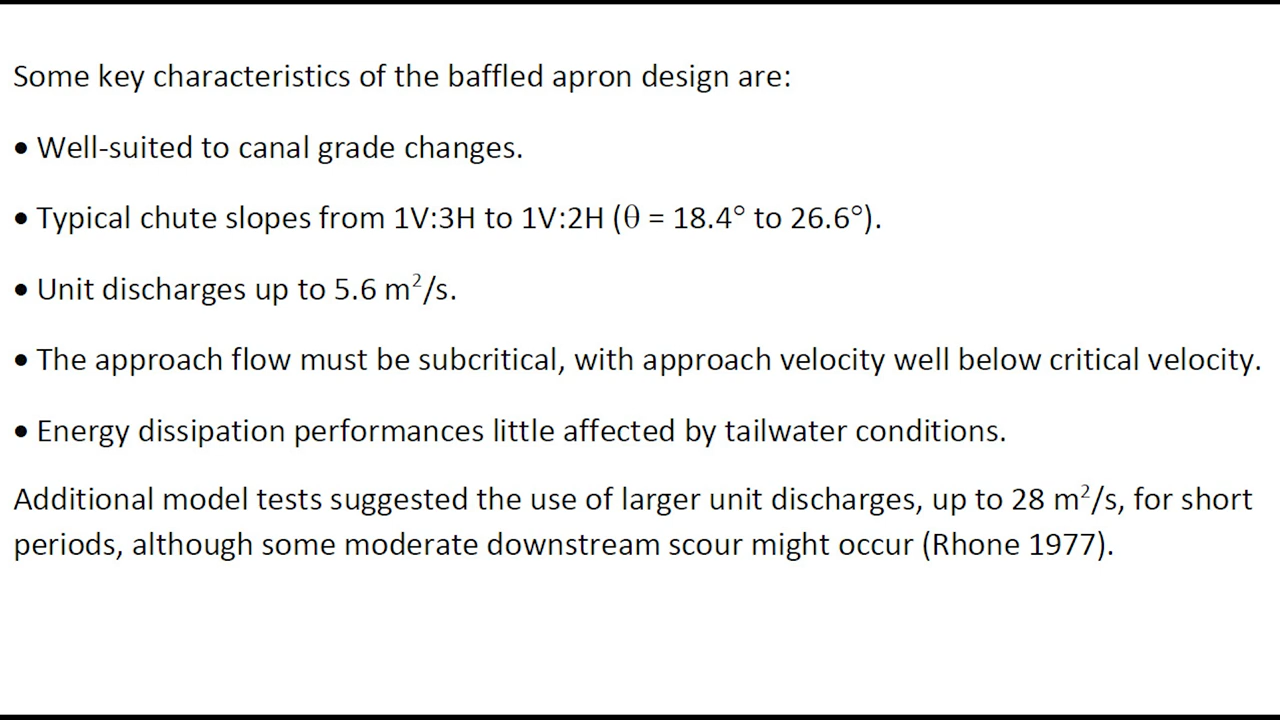 Some key characteristics of the baffled apron design are:
• Well-suited to canal grade changes.
• Typical chute slopes from 1V:3H to 1V:2H (θ = 18.4° to 26.6°).
• Unit discharges up to 5.6 m²/s.
• The approach flow must be subcritical, with approach velocity well below critical velocity.
• Energy dissipation performances little affected by tailwater conditions.
Additional model tests suggested the use of larger unit discharges, up to 28 m²/s, for short
periods, although some moderate downstream scour might occur (Rhone 1977).